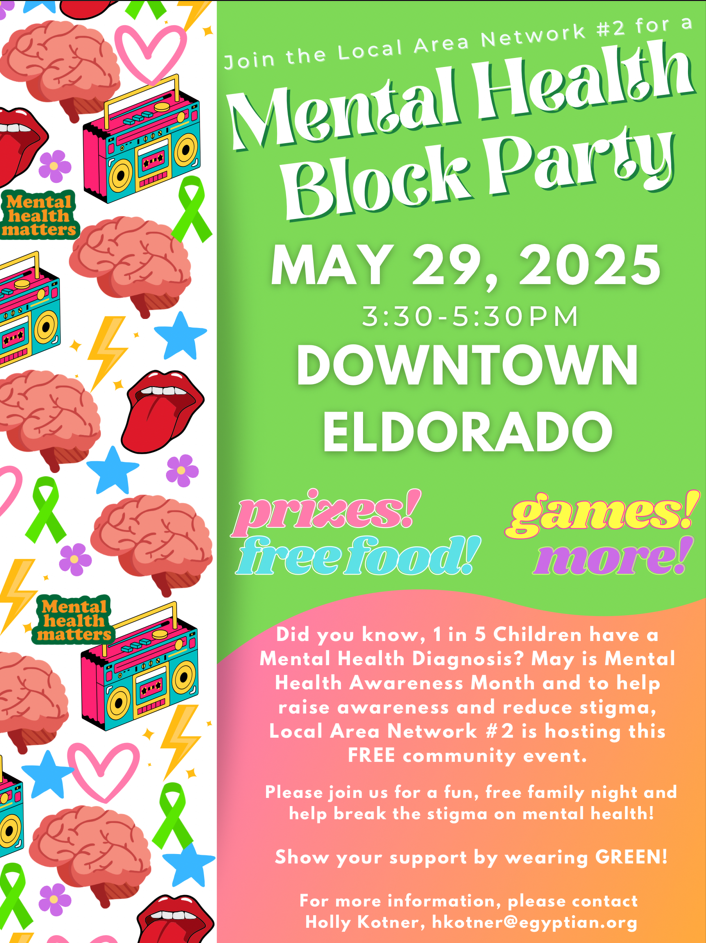 Join the Local Area Network #2 for a
Mental Health
Block Party
MAY 29, 2025
3:30-5:30PM
DOWNTOWN
ELDORADO
prizes!
games!
free food!
more!
Did you know, 1 in 5 Children have a
Mental Health Diagnosis? May is Mental
Health Awareness Month and to help
raise awareness and reduce stigma,
Local Area Network #2 is hosting this
FREE community event.
Please join us for a fun, free family night and
help break the stigma on mental health!
Show your support by wearing GREEN!
For more information, please contact
Holly Kotner, hkotner@egyptian.org
Mental
health
matters
Mental
health
matters